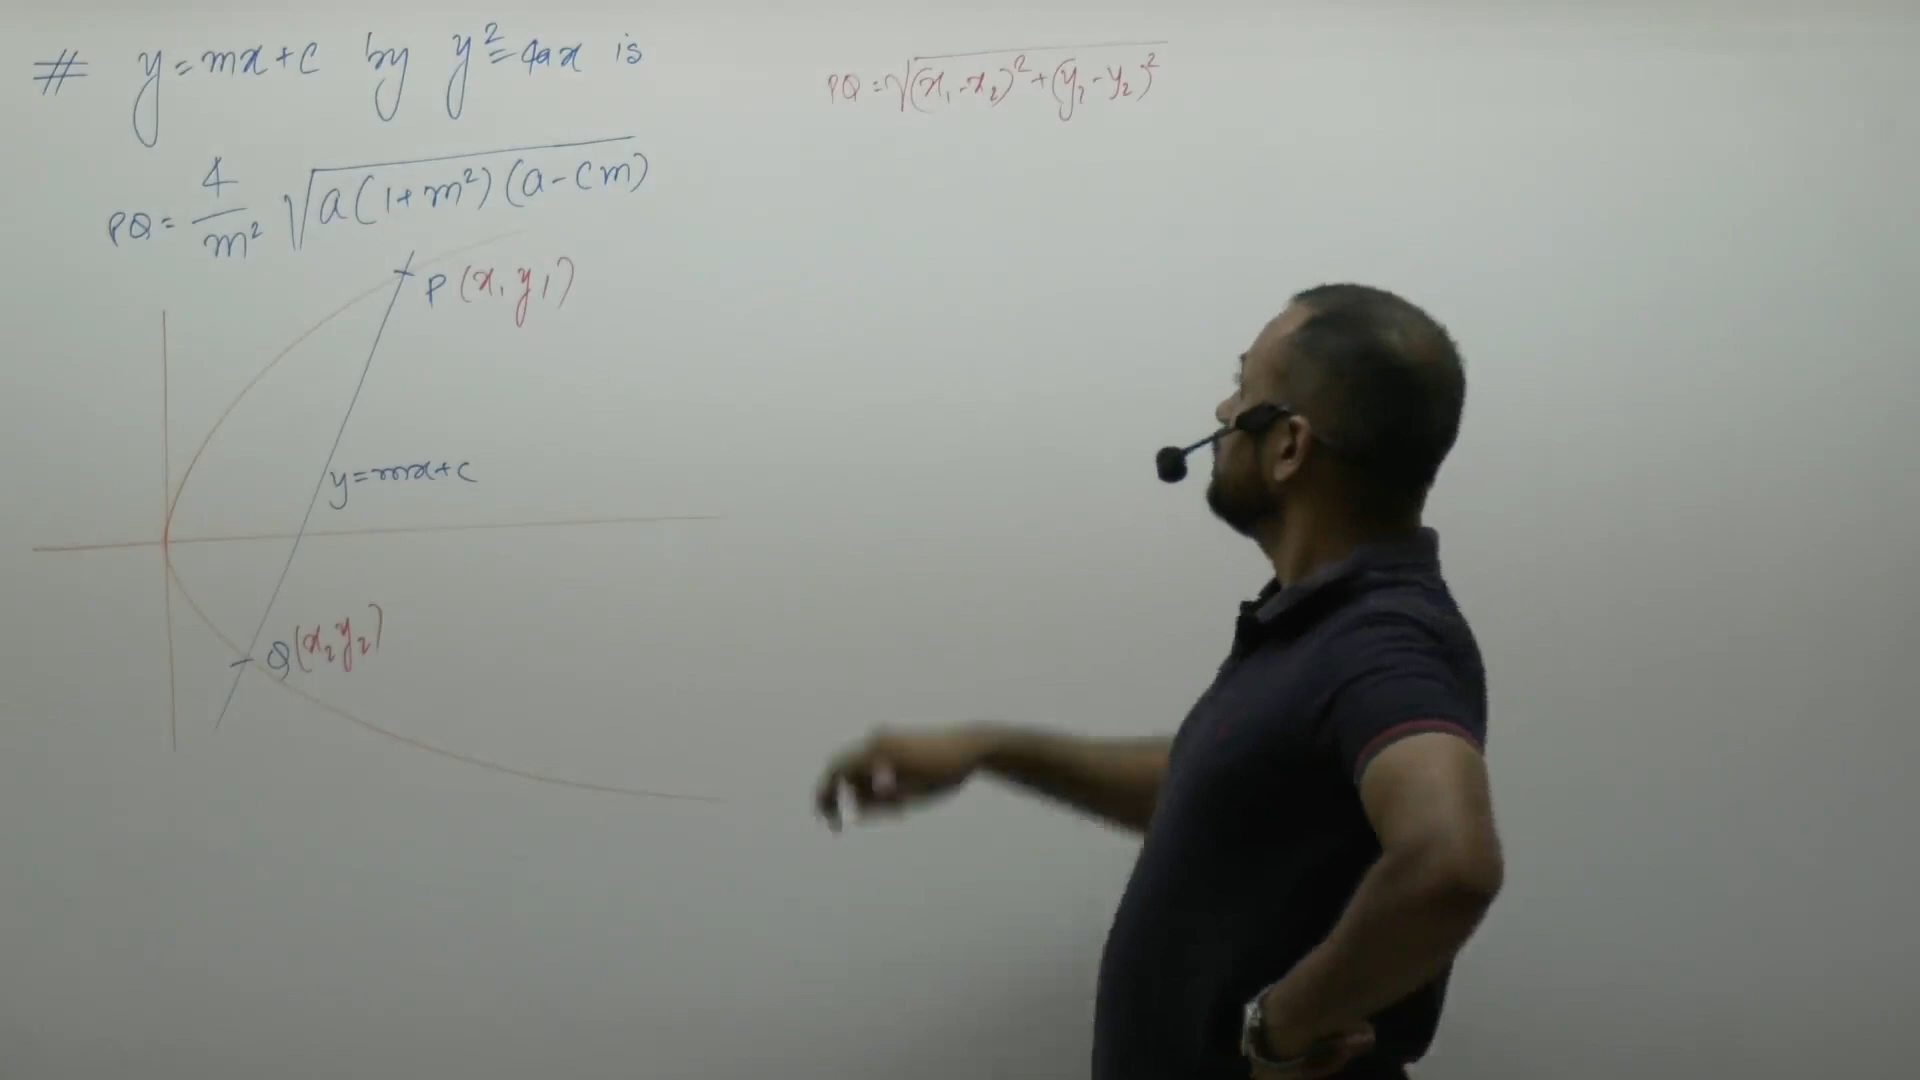 # y=mx+c by y²=4ax is
PQ = 4/m² √a(1+m²)(a-cm)
PQ = √(x₁-x₂)²+(y₂-y₂)²
P(x₁ y₁)
y=mx+c
Q(x₂ y₂)